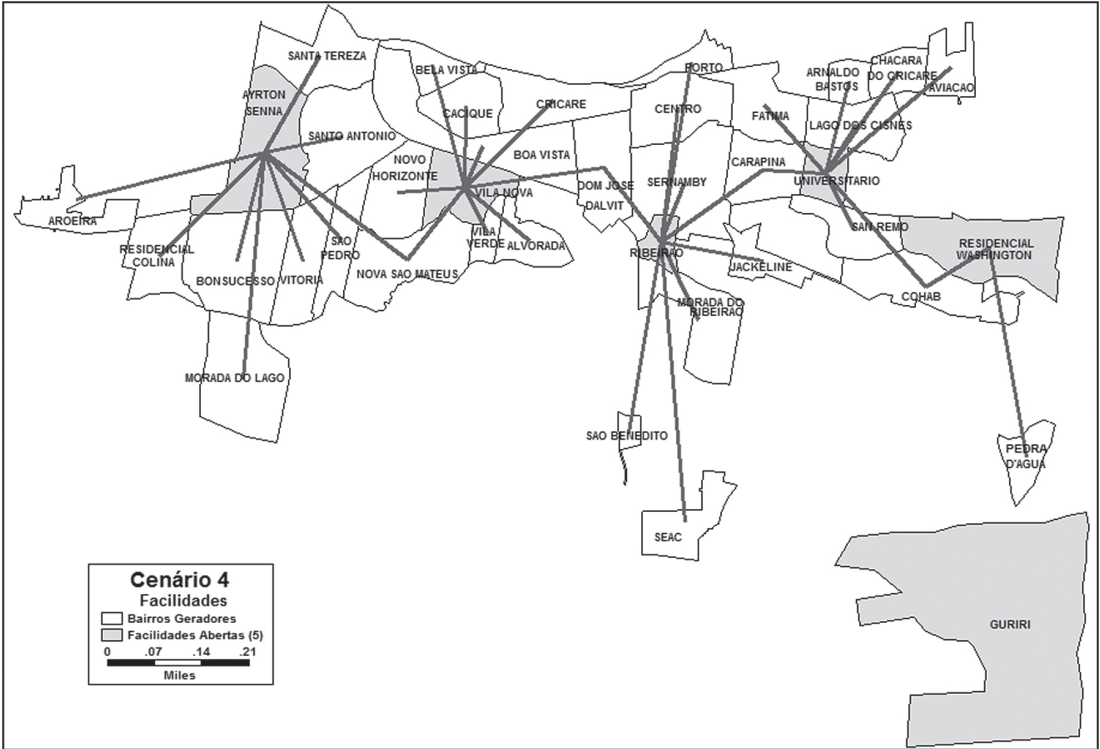 SANTA TEREZA
BELA VISTA
PORTO
ARNALDO
BASTOS
CHACARA
DO CRICARE
AVIACAO
AYRTON
SENNA
CACIQUE
CRICARE
CENTRO
FATIMA
LAGO DOS CISNES
SANTO ANTONIO
NOVO
HORIZONTE
BOA VISTA
CARAPINA
UNIVERSITARIO
VILA NOVA
DOM JOSE
DALVIT
SERNAMBY
AROEIRA
RESIDENCIAL
COLINA
SAO
PEDRO
VILA
VERDE
ALVORADA
RIBEIRAO
SAN REMO
RESIDENCIAL
WASHINGTON
BONSUCESSO
VITORIA
NOVA SAO MATEUS
JACKELINE
COHAB
MORADA DO
RIBEIRAO
MORADA DO LAGO
SAO BENEDITO
PEDRA
D'AGUA
SEAC
GURIRI
Cenário 4
Facilidades
Bairros Geradores
Facilidades Abertas (5)
0 .07 .14 .21
Miles